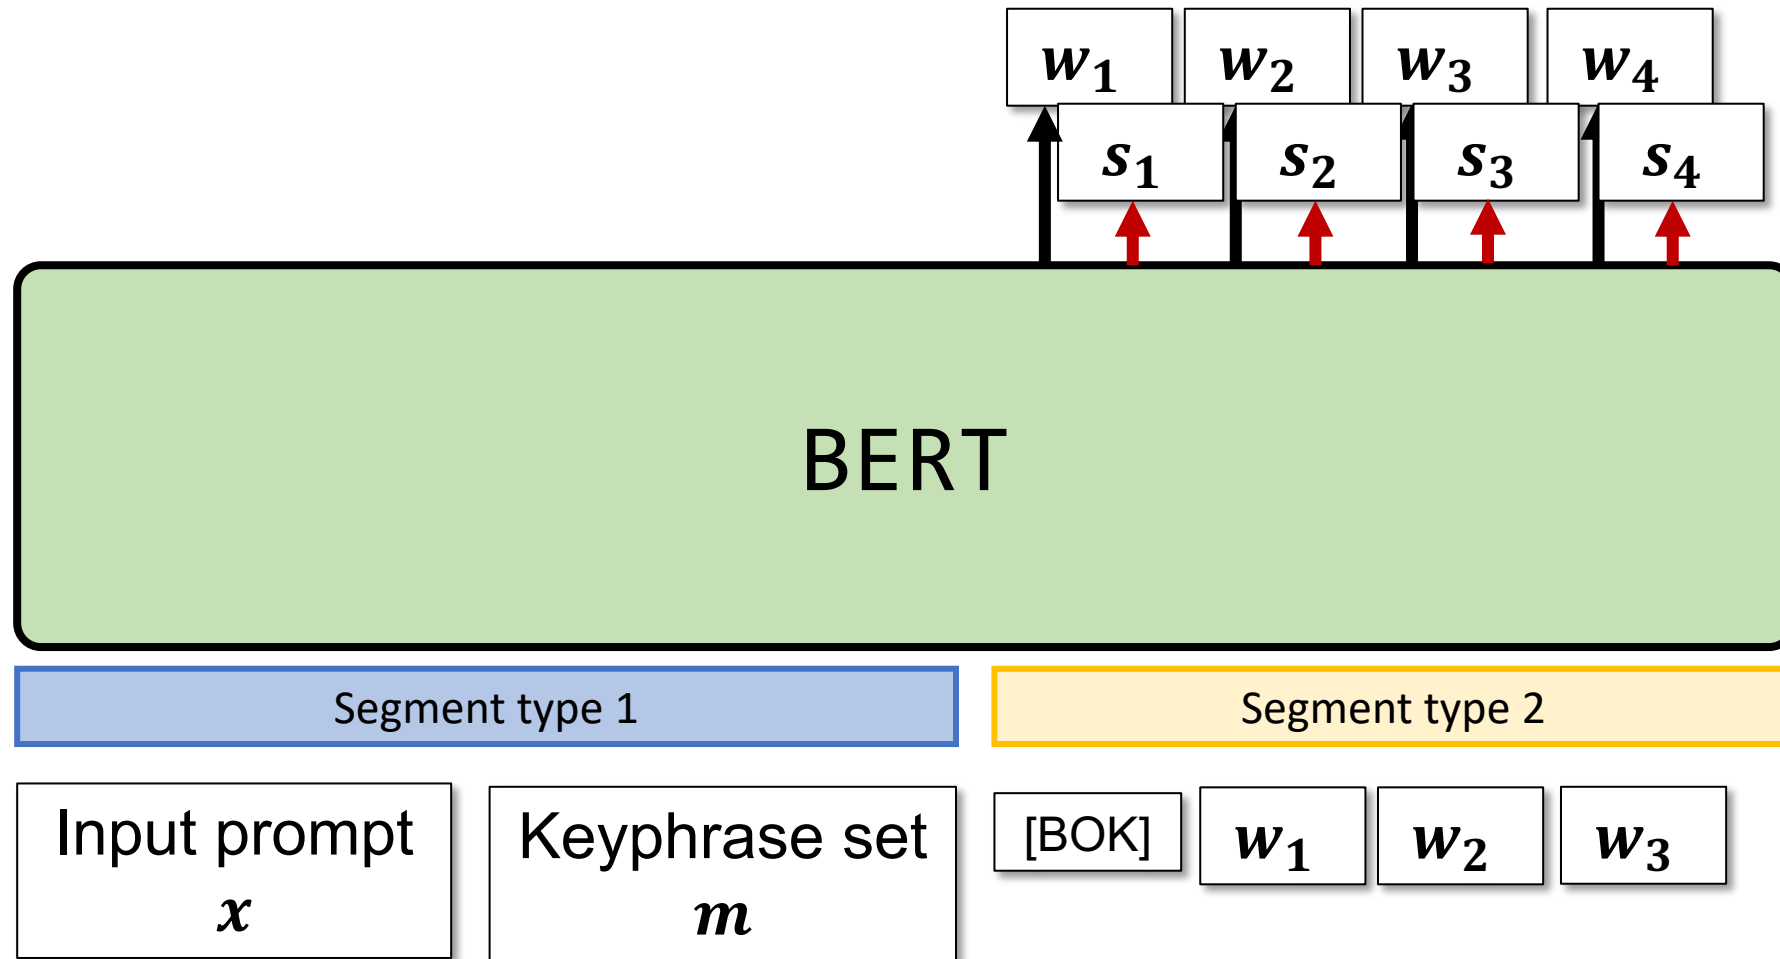 w₁ w₂ w₃ w₄
s₁ s₂ s₃ s₄
BERT
Segment type 1 Segment type 2
Input prompt
x
Keyphrase set
m
[BOK] w₁ w₂ w₃